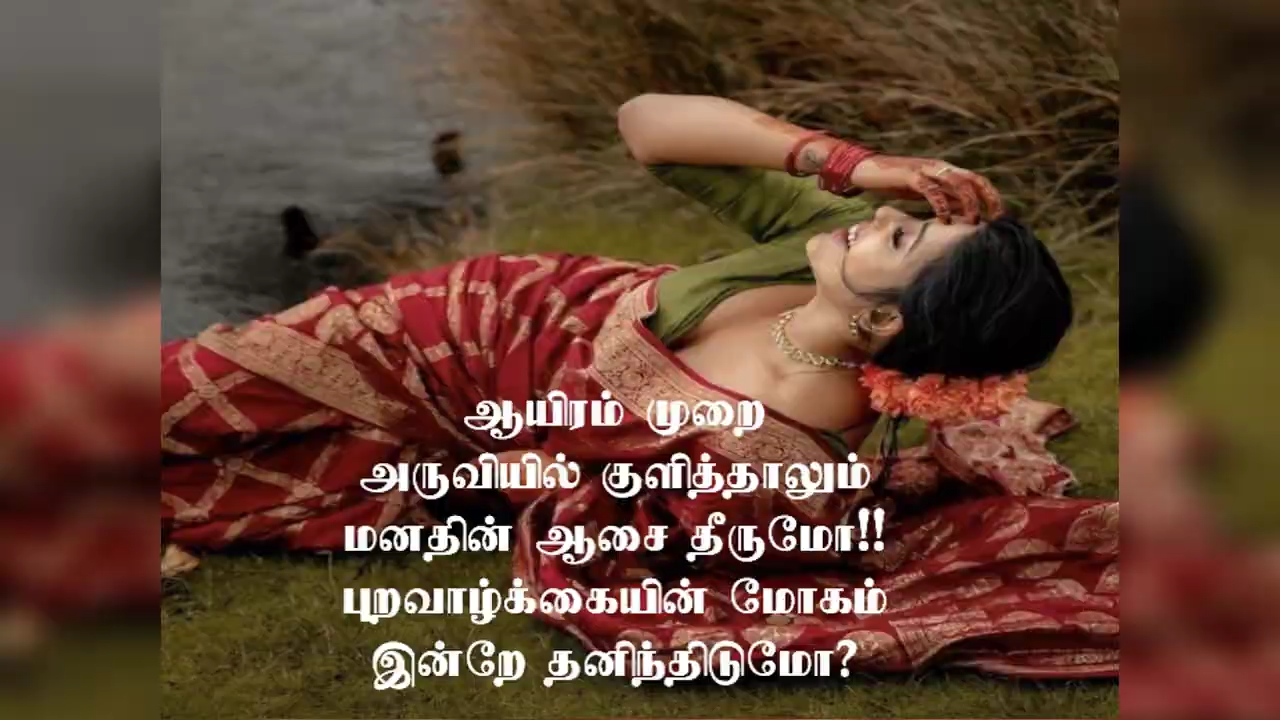 ஆயிரம் முறை
அருவியில் குளித்தாலும்
மனதின் ஆசை தீருமோ!!
புறவாழ்க்கையின் மோகம்
இன்றே தனிந்திடுமோ?